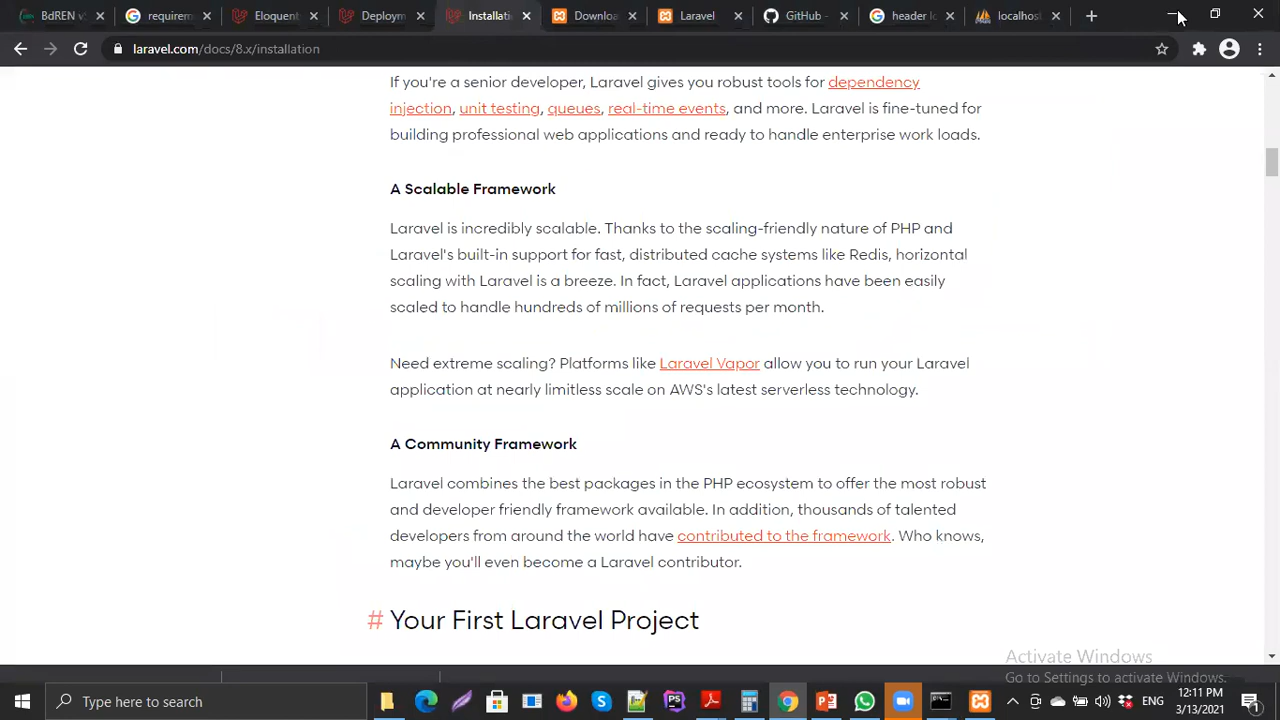 BdREN v
requirem
Eloquent
Deploym
Installati
Downloa
Laravel
GitHub -
header lo
localhost
laravel.com/docs/8.x/installation
If you're a senior developer, Laravel gives you robust tools for dependency
injection, unit testing, queues, real-time events, and more. Laravel is fine-tuned for
building professional web applications and ready to handle enterprise work loads.
A Scalable Framework
Laravel is incredibly scalable. Thanks to the scaling-friendly nature of PHP and
Laravel's built-in support for fast, distributed cache systems like Redis, horizontal
scaling with Laravel is a breeze. In fact, Laravel applications have been easily
scaled to handle hundreds of millions of requests per month.
Need extreme scaling? Platforms like Laravel Vapor allow you to run your Laravel
application at nearly limitless scale on AWS's latest serverless technology.
A Community Framework
Laravel combines the best packages in the PHP ecosystem to offer the most robust
and developer friendly framework available. In addition, thousands of talented
developers from around the world have contributed to the framework. Who knows,
maybe you'll even become a Laravel contributor.
# Your First Laravel Project
Activate Windows
Go to Settings to activate Windows.
Type here to search
ENG
12:11 PM
3/13/2021